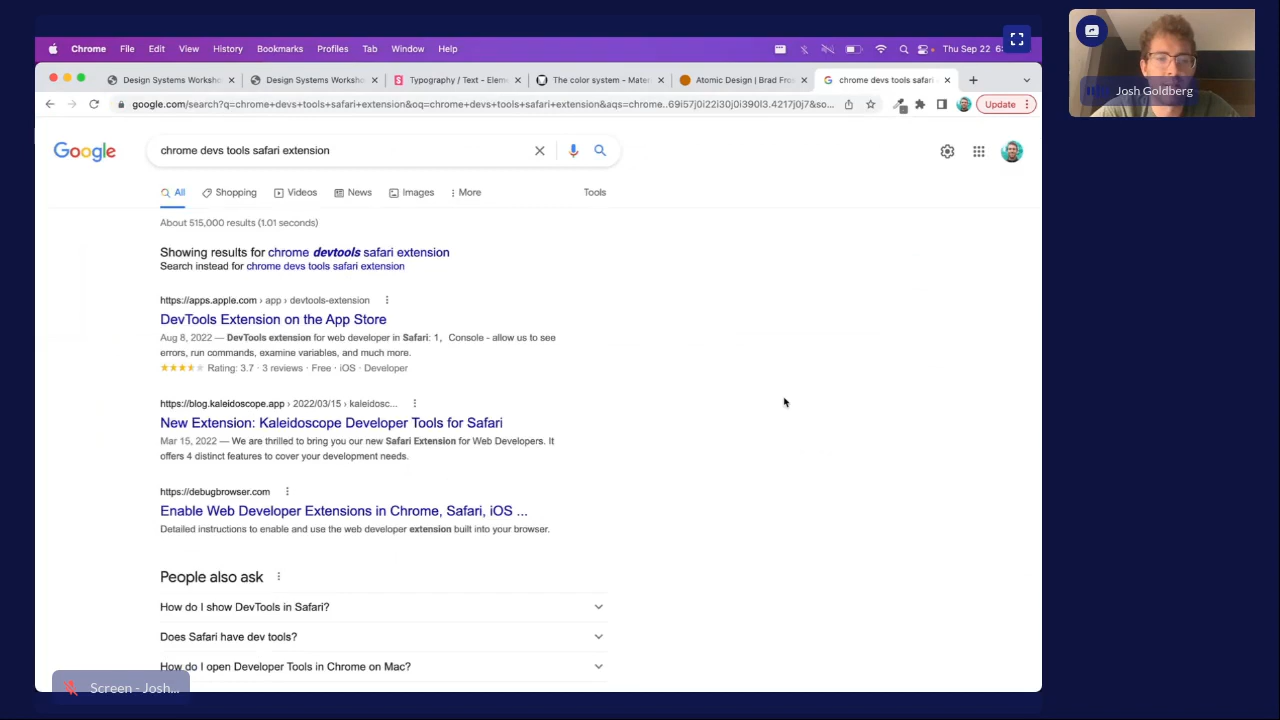 Chrome File Edit View History Bookmarks Profiles Tab Window Help Thu Sep 22 6:
Design Systems Worksho Design Systems Worksho Typography / Text - Eleme The color system - Mater Atomic Design | Brad Fros chrome devs tools safari
google.com/search?q=chrome+devs+tools+safari+extension&oq=chrome+devs+tools+safari+extension&aqs=chrome..69i57j0i22i30j0i390l3.4217j0j7&so... Update
Josh Goldberg
Google chrome devs tools safari extension
All Shopping Videos News Images More Tools
About 515,000 results (1.01 seconds)
Showing results for chrome devtools safari extension
Search instead for chrome devs tools safari extension
https://apps.apple.com › app › devtools-extension
DevTools Extension on the App Store
Aug 8, 2022 — DevTools extension for web developer in Safari: 1, Console - allow us to see
errors, run commands, examine variables, and much more.
Rating: 3.7 · 3 reviews · Free · iOS · Developer
https://blog.kaleidoscope.app › 2022/03/15 › kaleidosc...
New Extension: Kaleidoscope Developer Tools for Safari
Mar 15, 2022 — We are thrilled to bring you our new Safari Extension for Web Developers. It
offers 4 distinct features to cover your development needs.
https://debugbrowser.com
Enable Web Developer Extensions in Chrome, Safari, iOS ...
Detailed instructions to enable and use the web developer extension built into your browser.
People also ask
How do I show DevTools in Safari?
Does Safari have dev tools?
How do I open Developer Tools in Chrome on Mac?
Screen - Josh...